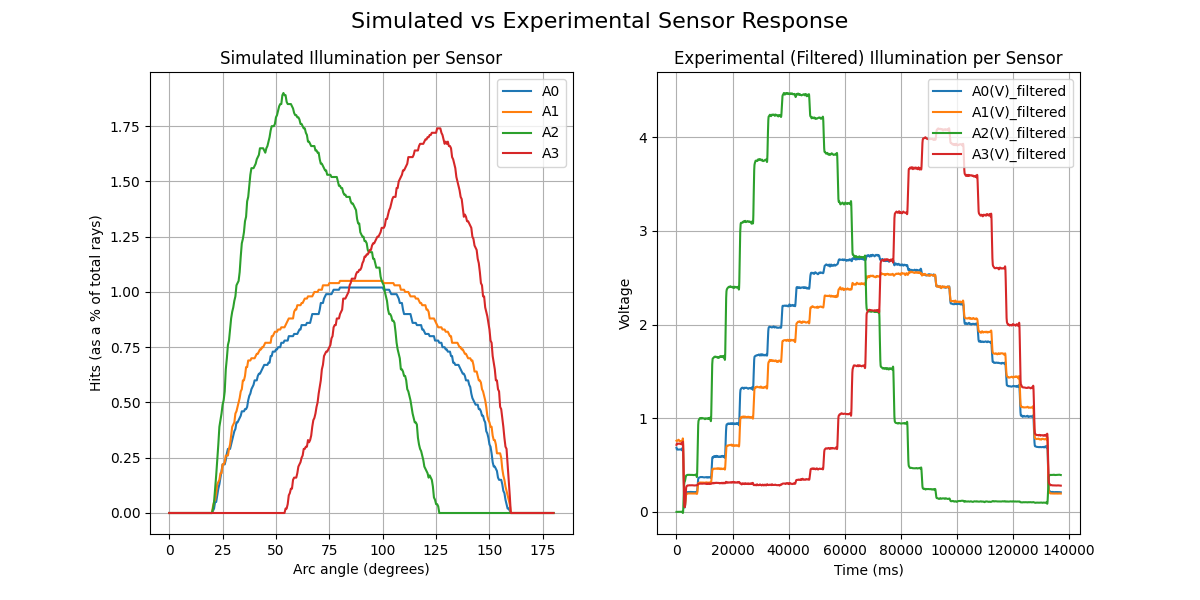 Simulated vs Experimental Sensor Response
Simulated Illumination per Sensor
A0
A1
A2
A3
1.75
1.50
1.25
1.00
0.75
0.50
0.25
0.00
Hits (as a % of total rays)
0
25
50
75
100
125
150
175
Arc angle (degrees)
Experimental (Filtered) Illumination per Sensor
A0(V)_filtered
A1(V)_filtered
A2(V)_filtered
A3(V)_filtered
4
3
2
1
0
Voltage
0
20000
40000
60000
80000
100000
120000
140000
Time (ms)